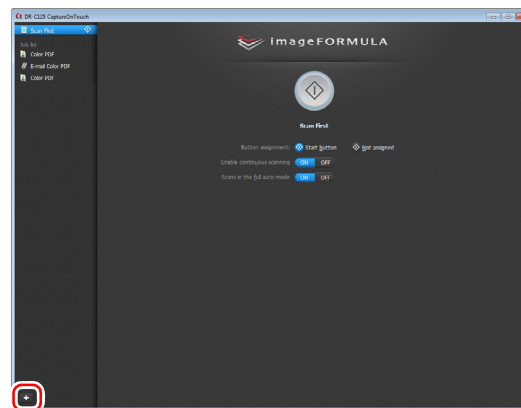 DR-C125 CaptureOnTouch
Scan First
Job list
Color PDF
E-mail Color PDF
Color PDF
imageFORMULA
Scan First
Button assignment: Start button Not assigned
Enable continuous scanning ON OFF
Scans in the full auto mode ON OFF